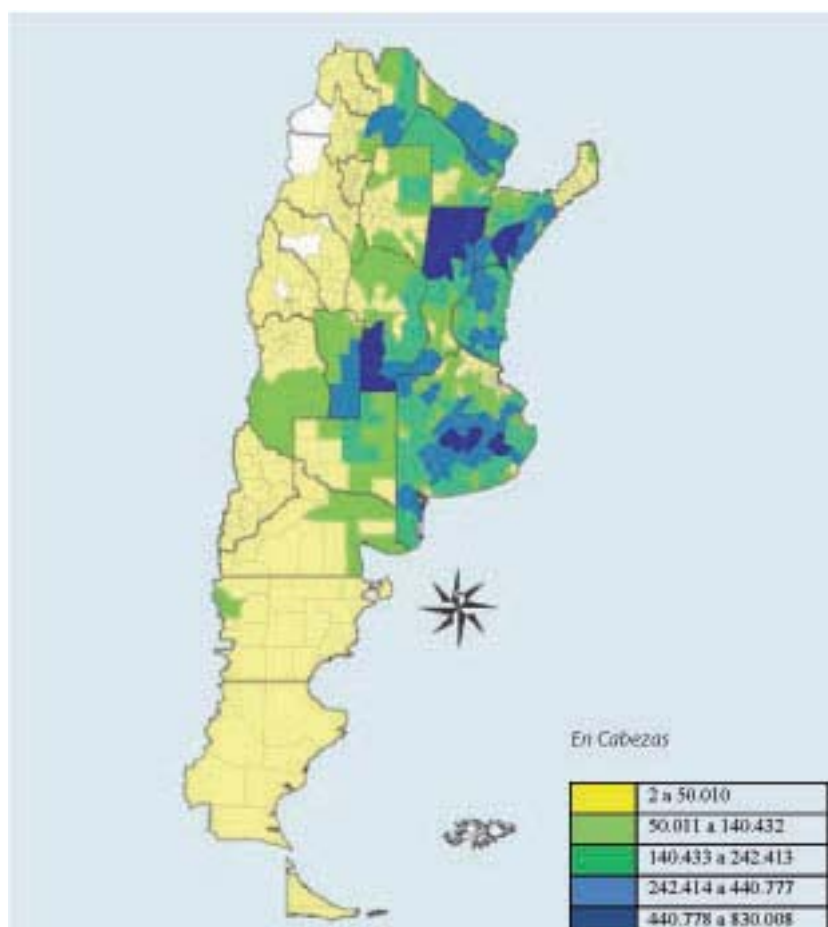 En Cabezas
2 a 50.010
50.011 a 140.432
140.433 a 242.413
242.414 a 440.777
440.778 a 830.008